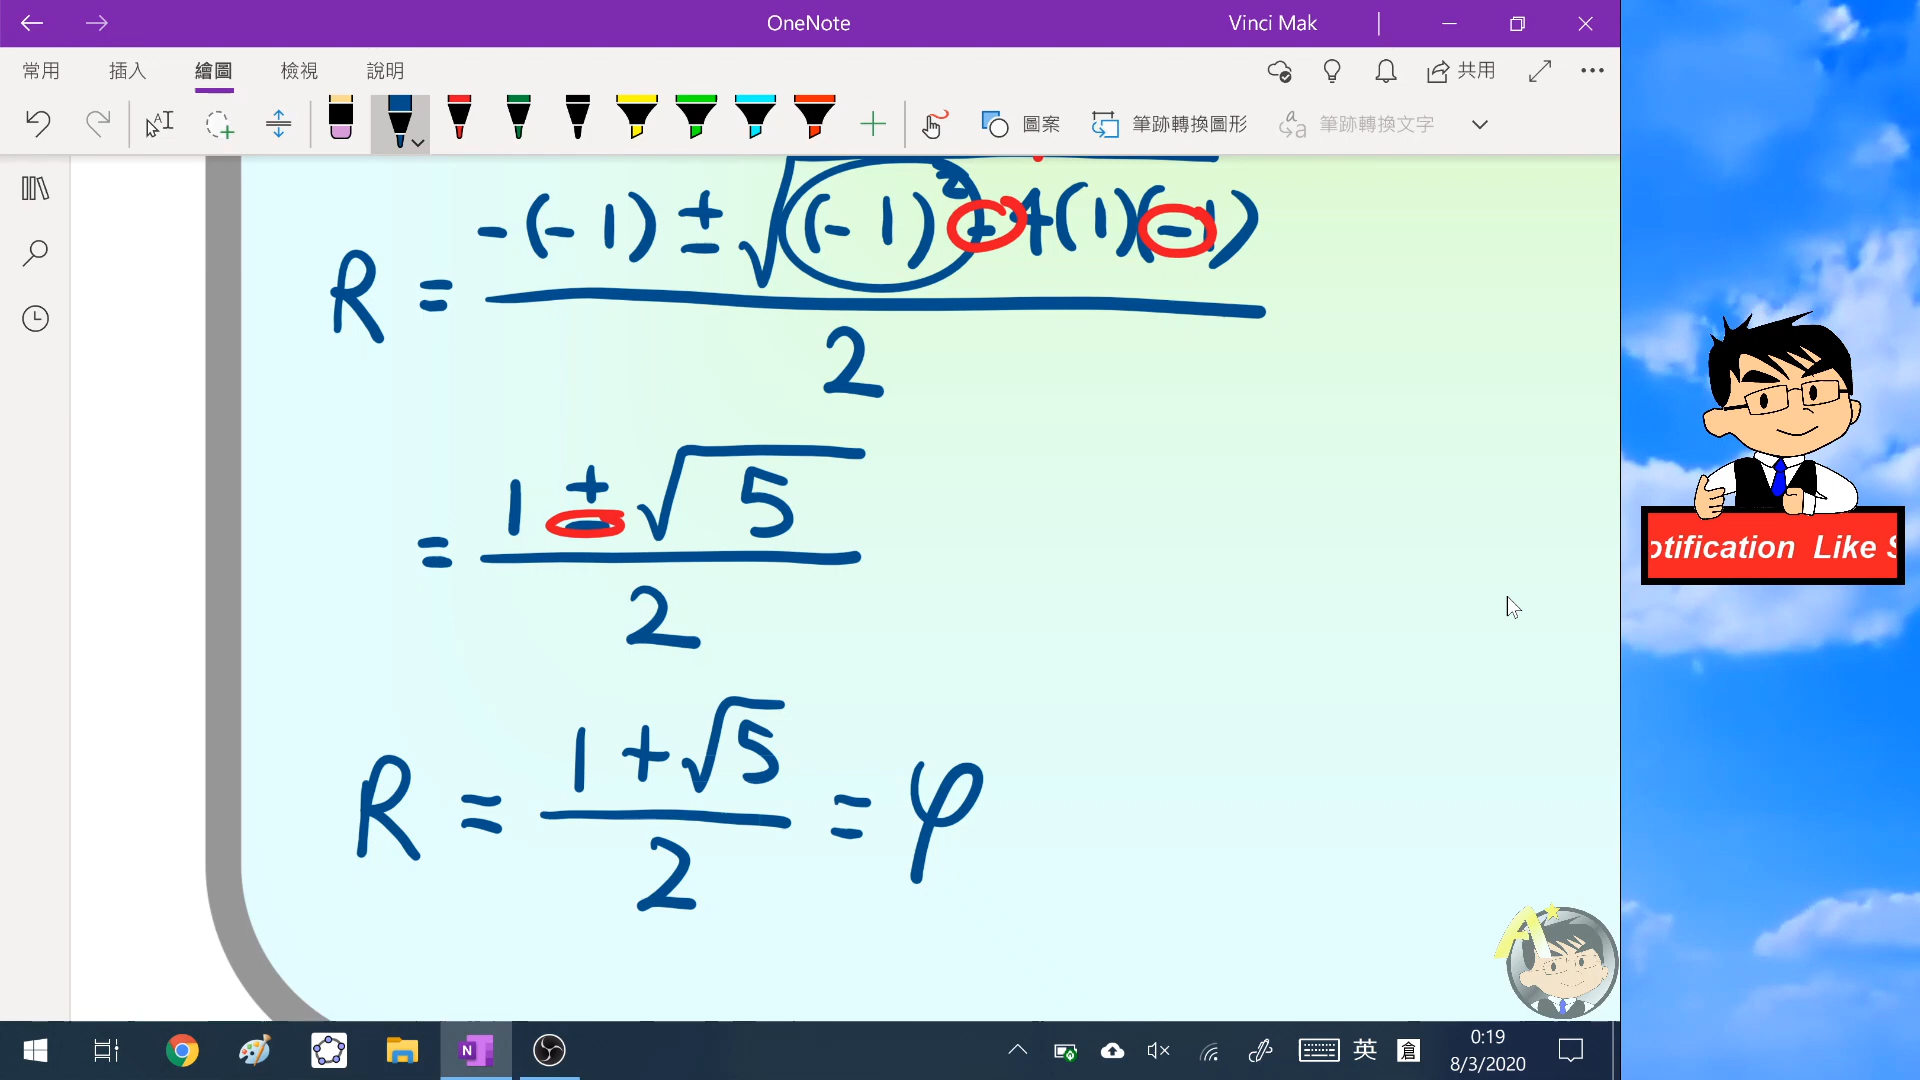 OneNote
Vinci Mak
常用 插入 繪圖 檢視 說明
共用
圖案 筆跡轉換圖形 筆跡轉換文字
R = -(-1) ± √(-1)² - 4(1)(-1)
2
= 1 ± √5
2
R = 1 + √5 = φ
2
otification Like S
A
英 倉
0:19
8/3/2020